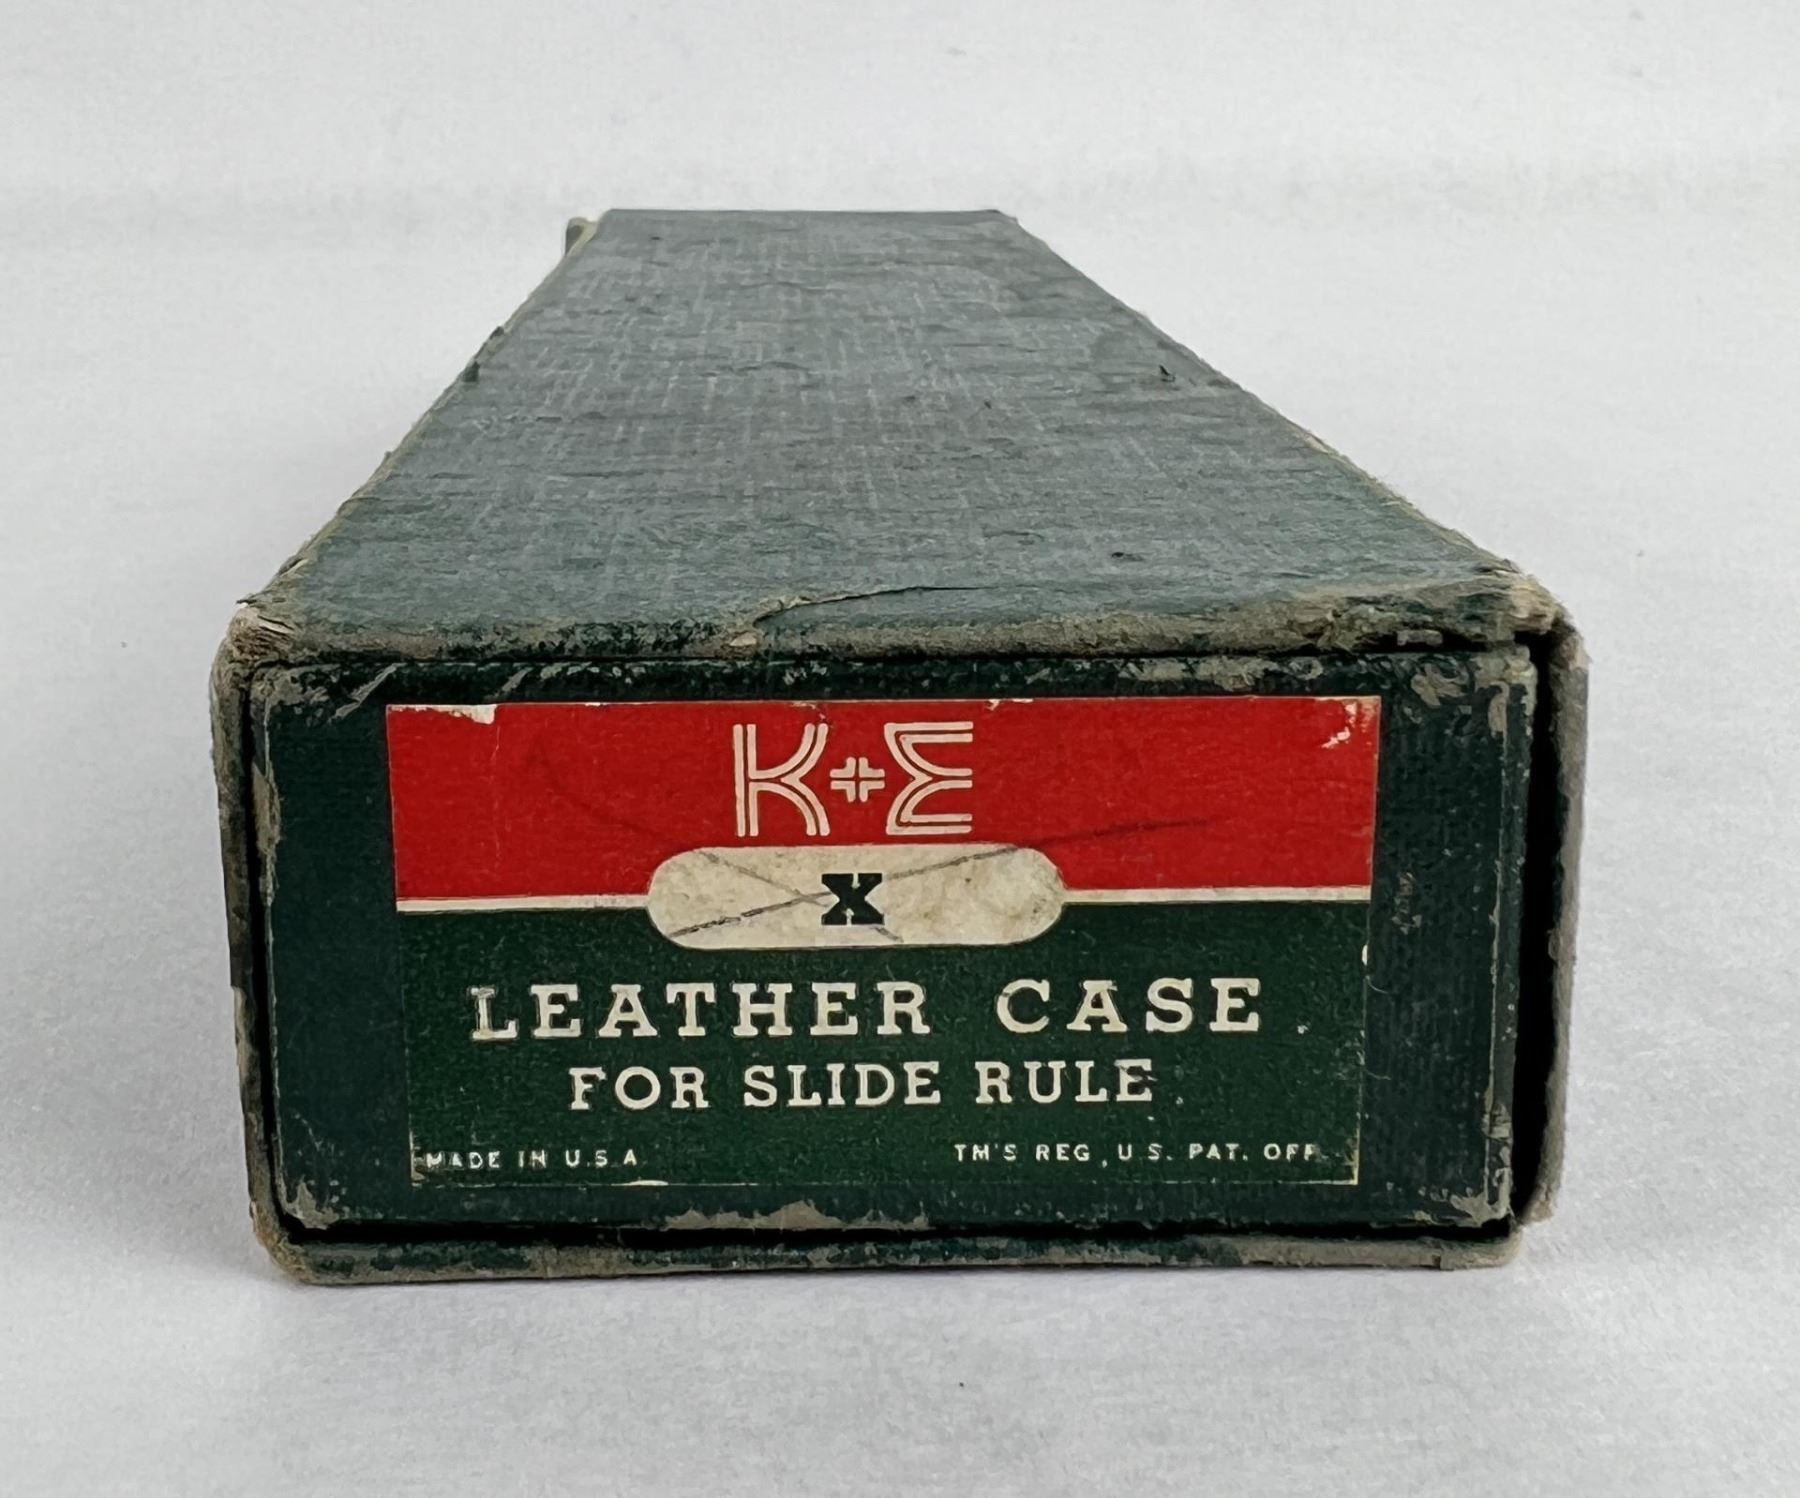 K+E
X
LEATHER CASE
FOR SLIDE RULE
MADE IN U.S.A.
TM'S REG. U.S. PAT. OFF.